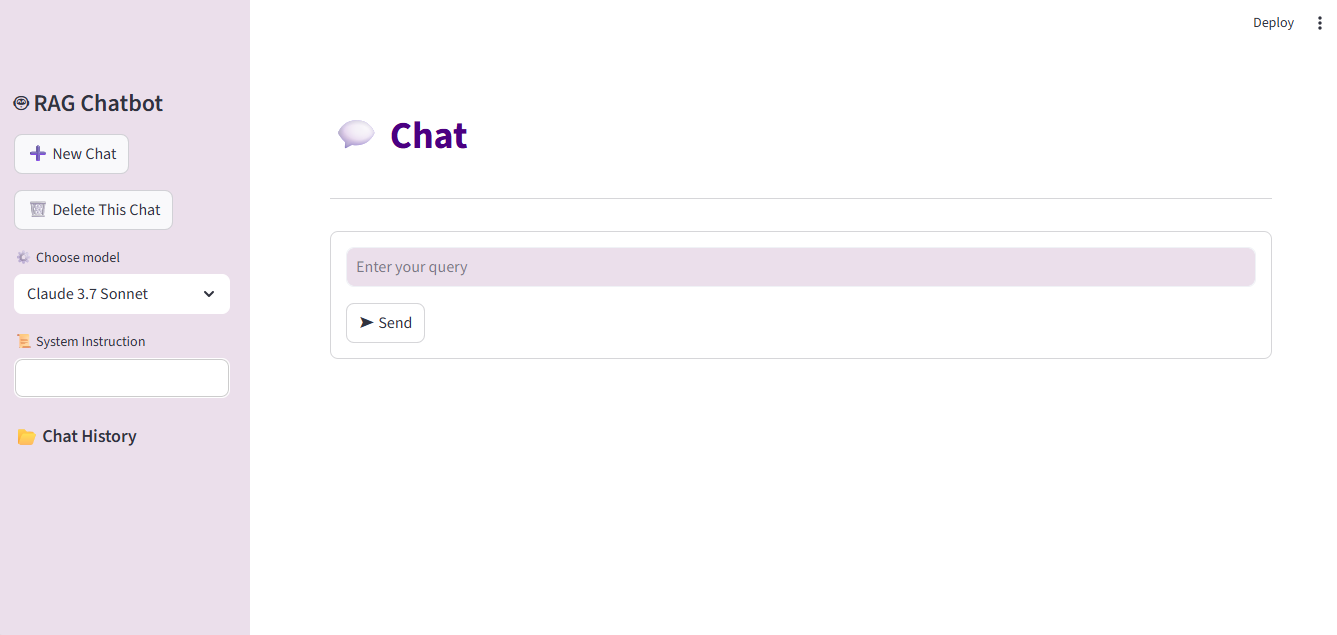 Deploy
RAG Chatbot
New Chat
Delete This Chat
Choose model
Claude 3.7 Sonnet
System Instruction
Chat History
Chat
Enter your query
Send